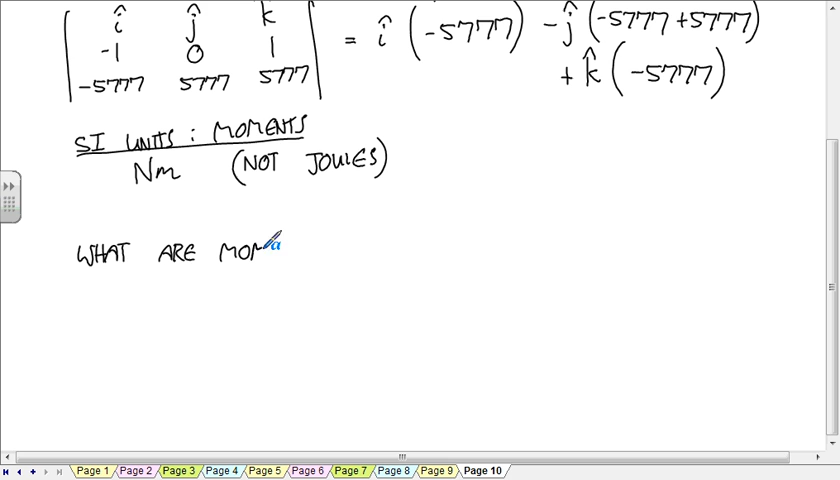 î ĵ k̂ = î (-5777) -ĵ (-5777 +5777)
-1 0 1
-5777 5777 5777 + k̂ (-5777)
SI UNITS : MOMENTS
Nm (NOT JOULES)
WHAT ARE MOM
Page 1 Page 2 Page 3 Page 4 Page 5 Page 6 Page 7 Page 8 Page 9 Page 10